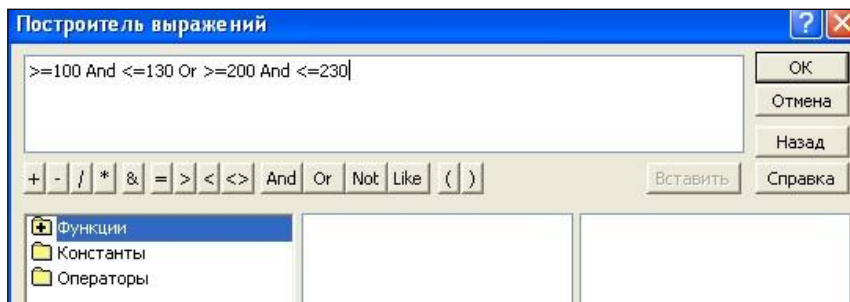 Построитель выражений
>=100 And <=130 Or >=200 And <=230
OK
Отмена
Назад
+ - / * & = > < <> And Or Not Like ( ) Вставить Справка
Функции
Константы
Операторы